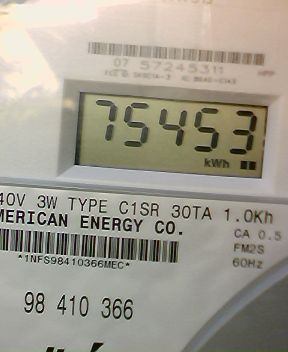 07 57245311
75453
kWh
40V 3W TYPE C1SR 30TA 1.0Kh
MERICAN ENERGY CO.
CA 0.5
FM2S
60Hz
*1NFS98410366MEC*
98 410 366